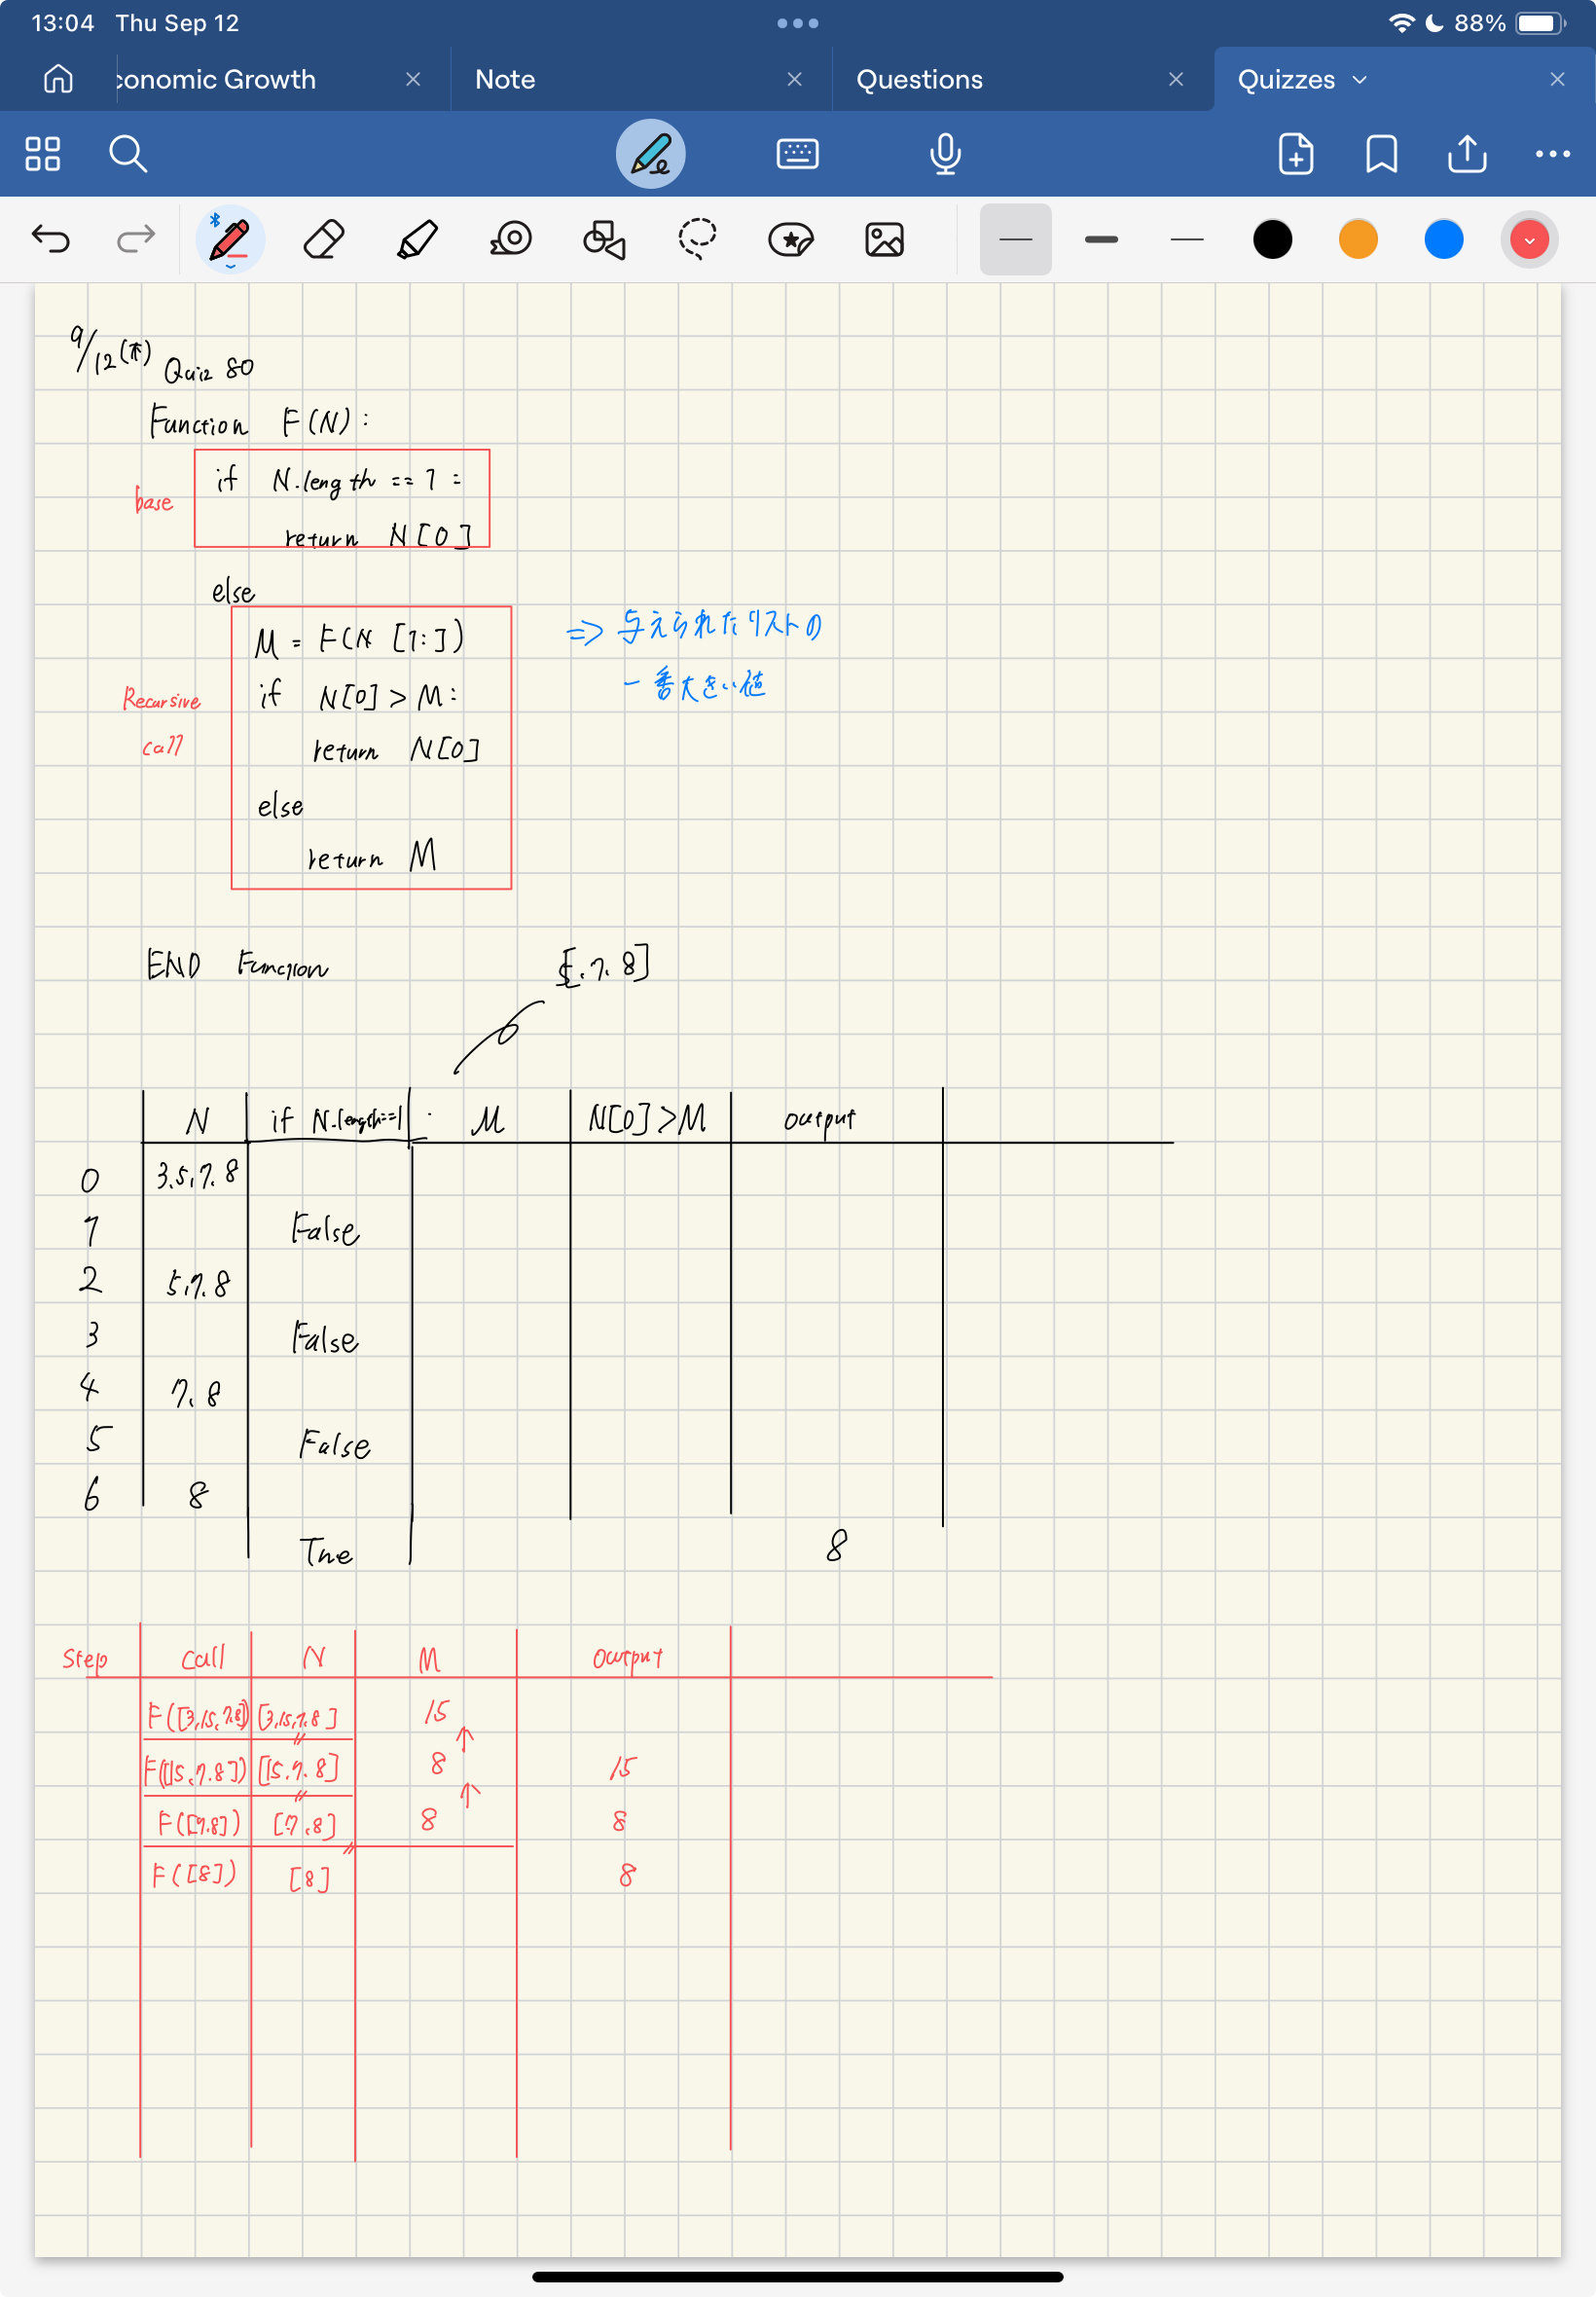 13:04 Thu Sep 12
88%
conomic Growth
Note
Questions
Quizzes
9/12(木) Quiz 80
Function F(N):
base
if N.length == 1 =
return N[0]
else
Recursive
call
M = F(N [1:])
if N[0] > M:
return N[0]
else
return M
⇒ 与えられたリストの
一番大きい値
END Function
[.7.8]
N if N.length==1 M N[0]>M output
0 3.5,7.8
1 False
2 5,7.8
3 False
4 7.8
5 False
6 8
True 8
Step Call N M output
F([3,15,7.8]) [3,15,7.8] 15
F([15,7.8]) [15.7.8] 8 15
F([7.8]) [7.8] 8 8
F([8]) [8] 8